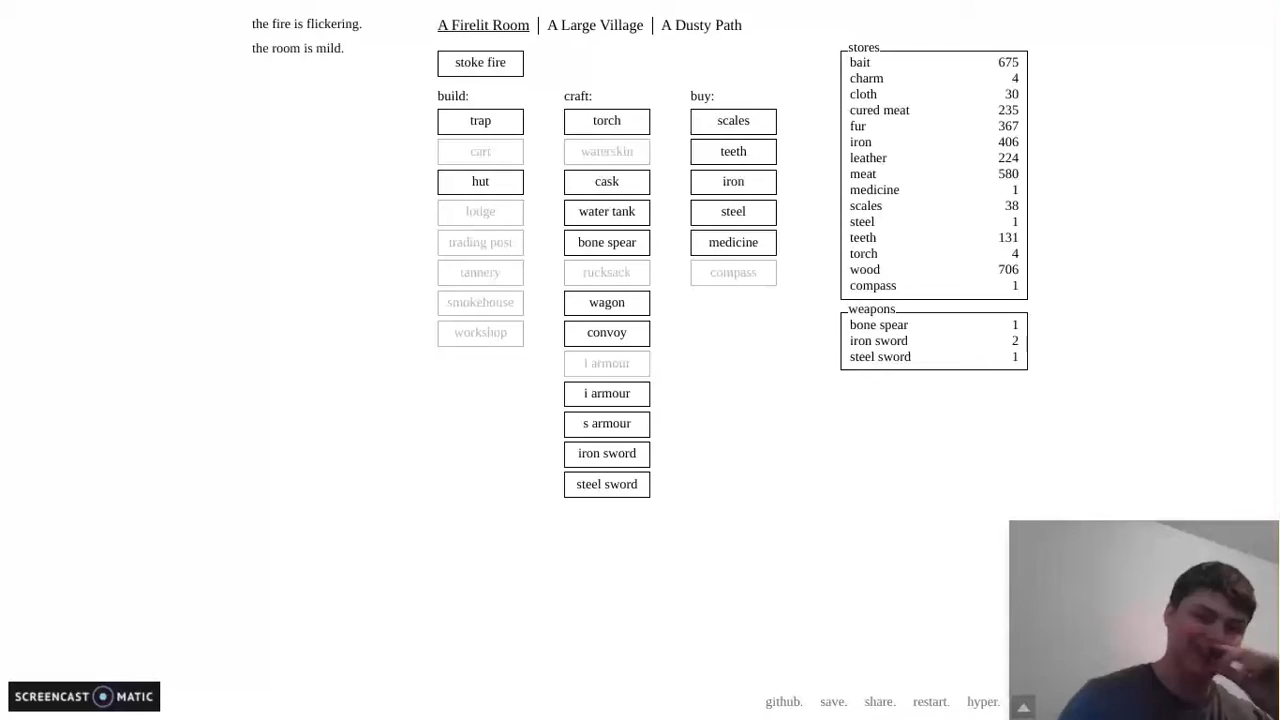 the fire is flickering.
the room is mild.
A Firelit Room | A Large Village | A Dusty Path
stoke fire
build:
trap
cart
hut
lodge
trading post
tannery
smokehouse
workshop
craft:
torch
waterskin
cask
water tank
bone spear
rucksack
wagon
convoy
l armour
i armour
s armour
iron sword
steel sword
buy:
scales
teeth
iron
steel
medicine
compass
stores
bait 675
charm 4
cloth 30
cured meat 235
fur 367
iron 406
leather 224
meat 580
medicine 1
scales 38
steel 1
teeth 131
torch 4
wood 706
compass 1
weapons
bone spear 1
iron sword 2
steel sword 1
SCREENCAST MATIC
github. save. share. restart. hyper.